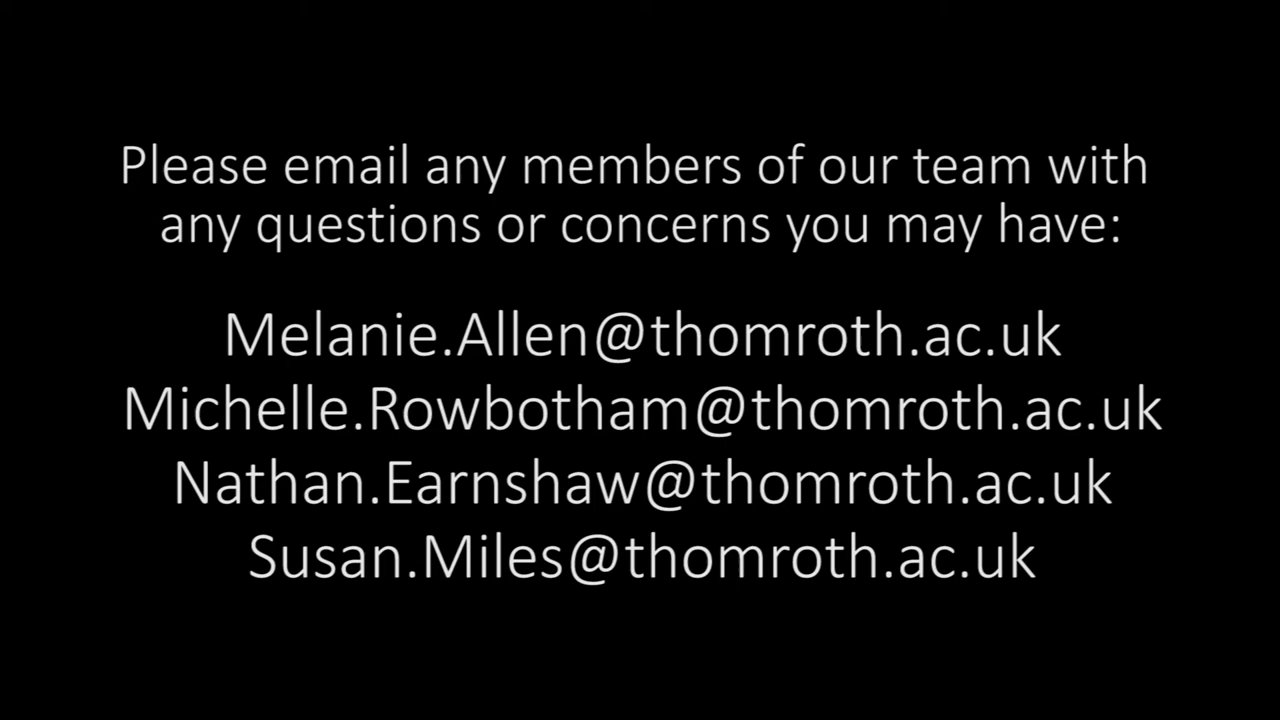 Please email any members of our team with
any questions or concerns you may have:
Melanie.Allen@thomroth.ac.uk
Michelle.Rowbotham@thomroth.ac.uk
Nathan.Earnshaw@thomroth.ac.uk
Susan.Miles@thomroth.ac.uk